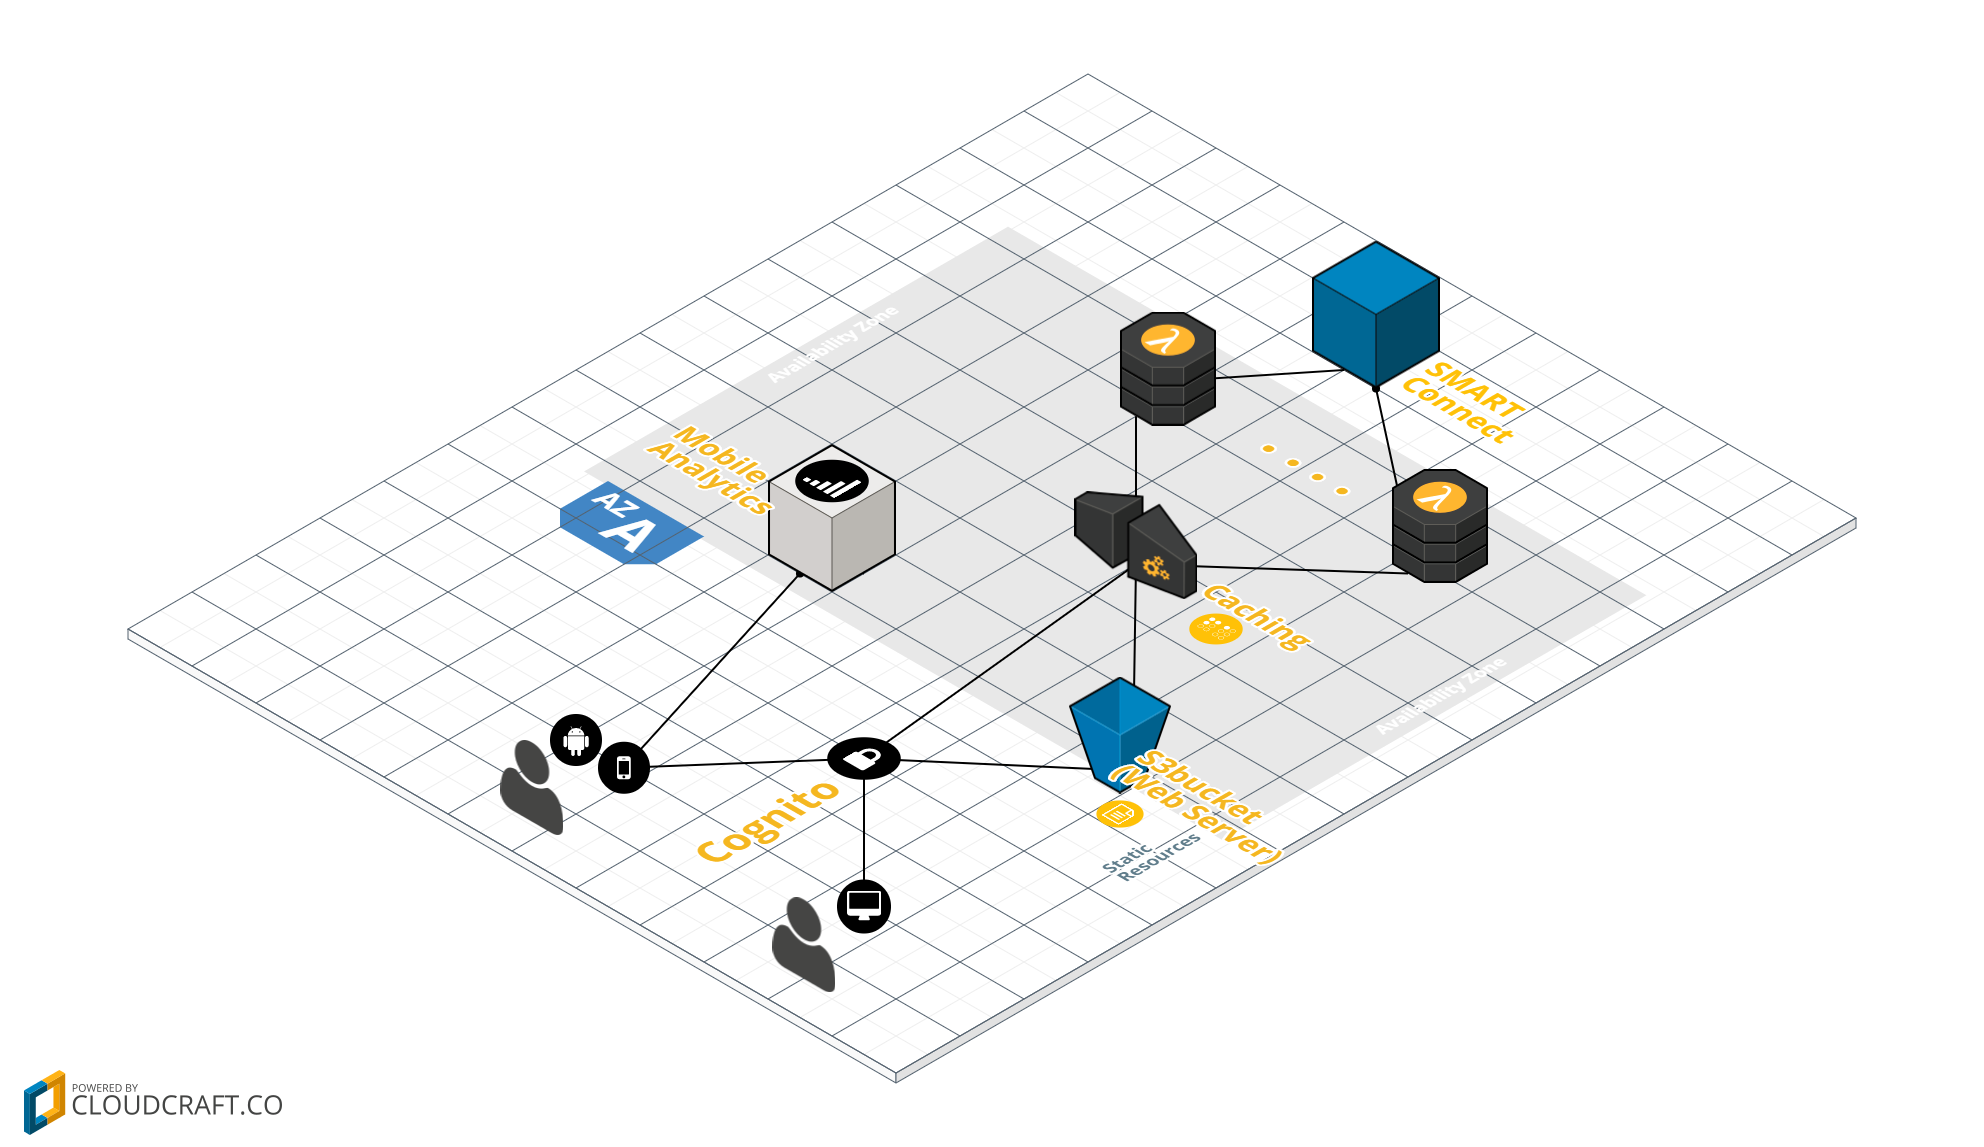 Availability Zone
SMART
Connect
Mobile
Analytics
AZ
A
Caching
Availability Zone
S3bucket
(Web Server)
Cognito
Static
Resources
POWERED BY
CLOUDCRAFT.CO